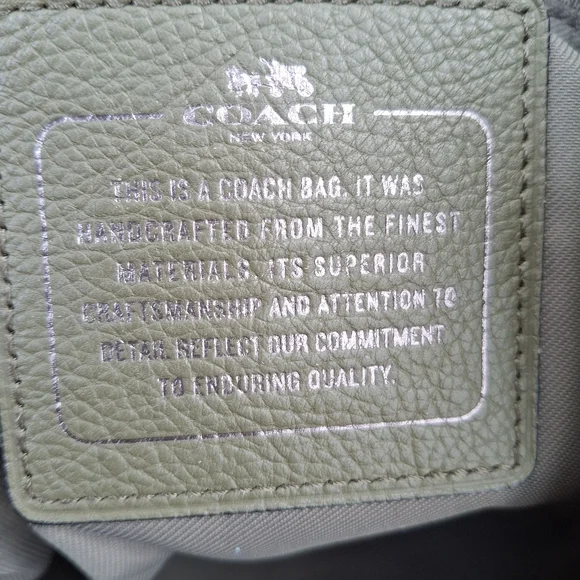 COACH
NEW YORK
THIS IS A COACH BAG. IT WAS
HANDCRAFTED FROM THE FINEST
MATERIALS. ITS SUPERIOR
CRAFTSMANSHIP AND ATTENTION TO
DETAIL REFLECT OUR COMMITMENT
TO ENDURING QUALITY.